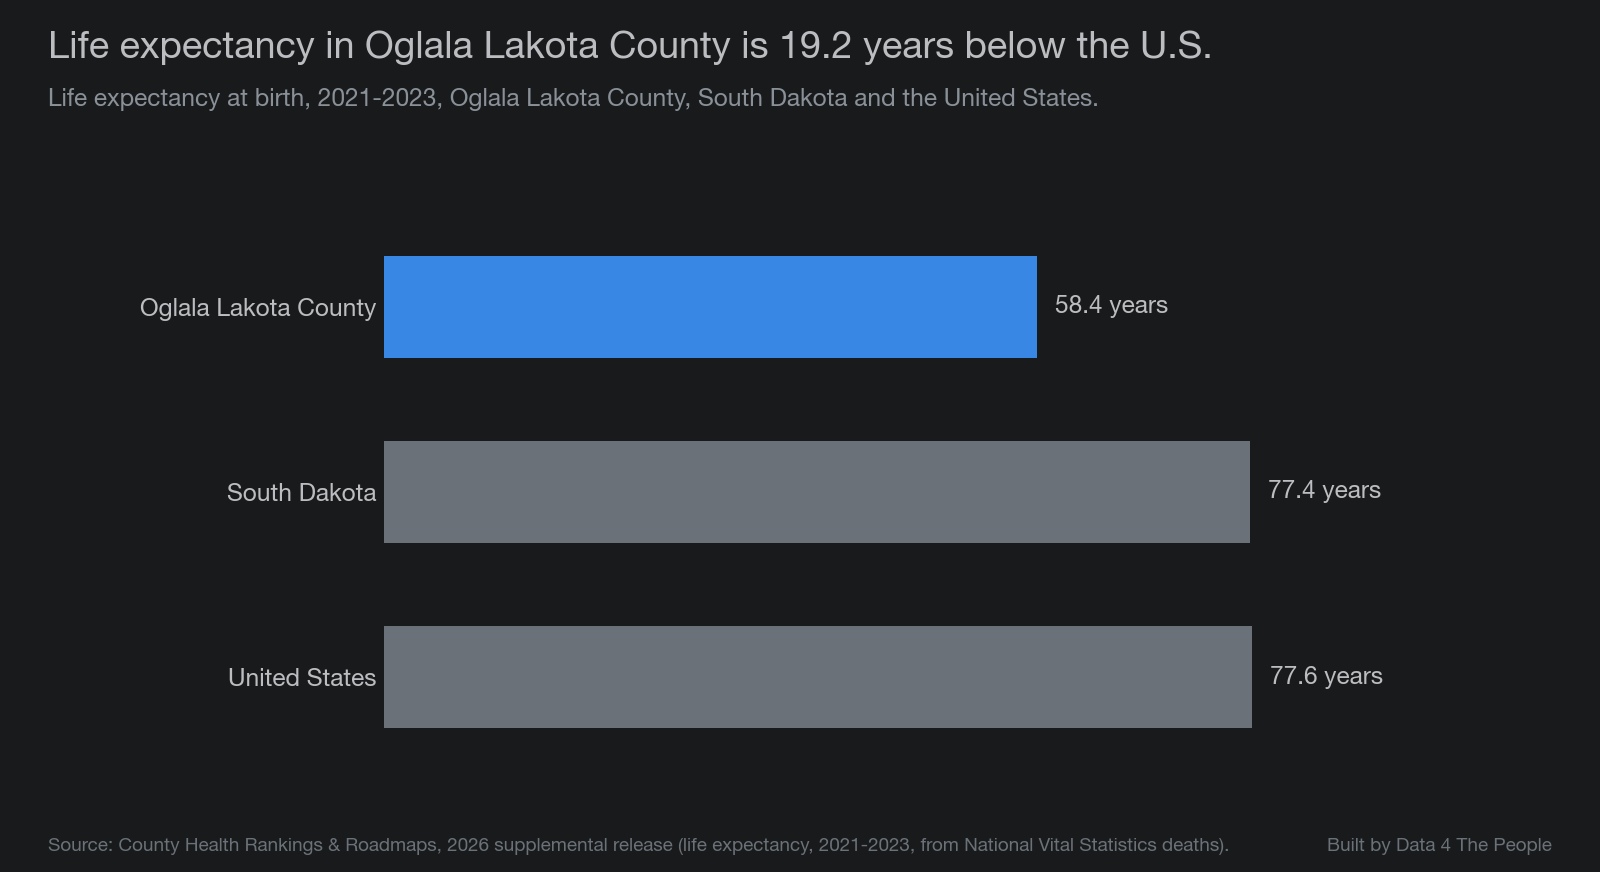 Life expectancy in Oglala Lakota County is 19.2 years below the U.S.
Life expectancy at birth, 2021-2023, Oglala Lakota County, South Dakota and the United States.
Oglala Lakota County
58.4 years
South Dakota
77.4 years
United States
77.6 years
Source: County Health Rankings & Roadmaps, 2026 supplemental release (life expectancy, 2021-2023, from National Vital Statistics deaths).
Built by Data 4 The People